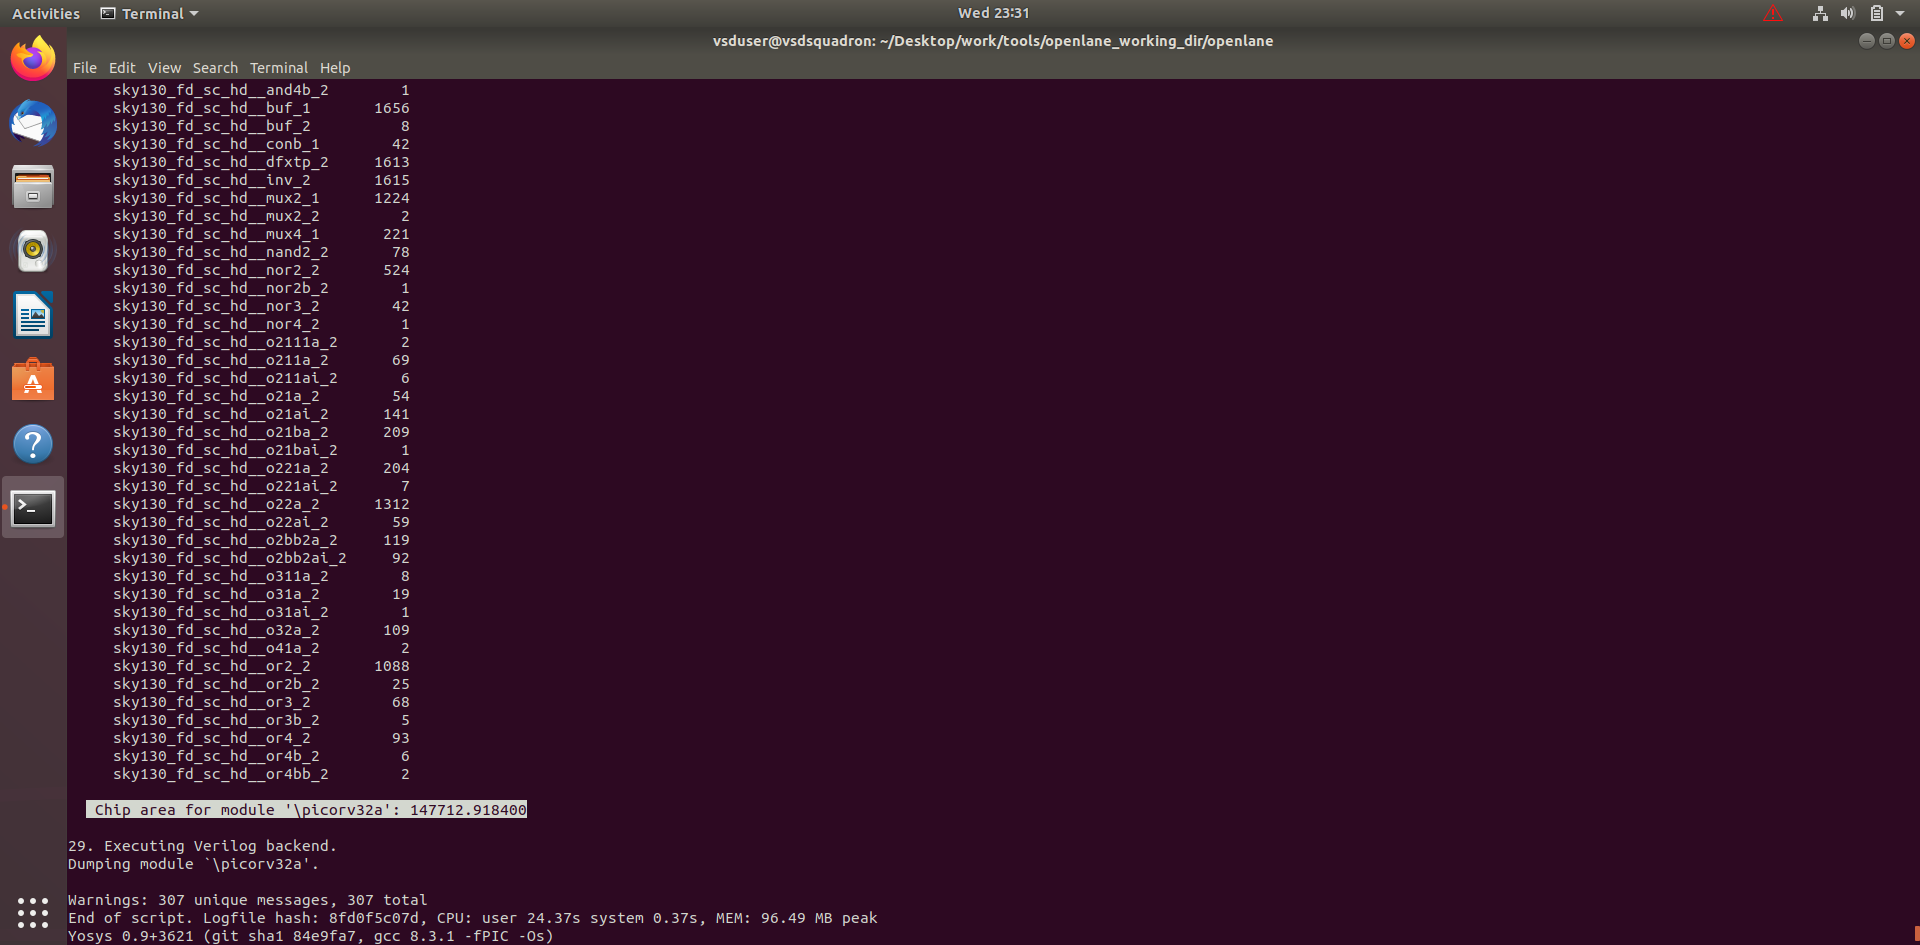 Activities Terminal Wed 23:31
vsduser@vsdsquadron: ~/Desktop/work/tools/openlane_working_dir/openlane
File Edit View Search Terminal Help
sky130_fd_sc_hd__and4b_2 1
sky130_fd_sc_hd__buf_1 1656
sky130_fd_sc_hd__buf_2 8
sky130_fd_sc_hd__conb_1 42
sky130_fd_sc_hd__dfxtp_2 1613
sky130_fd_sc_hd__inv_2 1615
sky130_fd_sc_hd__mux2_1 1224
sky130_fd_sc_hd__mux2_2 2
sky130_fd_sc_hd__mux4_1 221
sky130_fd_sc_hd__nand2_2 78
sky130_fd_sc_hd__nor2_2 524
sky130_fd_sc_hd__nor2b_2 1
sky130_fd_sc_hd__nor3_2 42
sky130_fd_sc_hd__nor4_2 1
sky130_fd_sc_hd__o2111a_2 2
sky130_fd_sc_hd__o211a_2 69
sky130_fd_sc_hd__o211ai_2 6
sky130_fd_sc_hd__o21a_2 54
sky130_fd_sc_hd__o21ai_2 141
sky130_fd_sc_hd__o21ba_2 209
sky130_fd_sc_hd__o21bai_2 1
sky130_fd_sc_hd__o221a_2 204
sky130_fd_sc_hd__o221ai_2 7
sky130_fd_sc_hd__o22a_2 1312
sky130_fd_sc_hd__o22ai_2 59
sky130_fd_sc_hd__o2bb2a_2 119
sky130_fd_sc_hd__o2bb2ai_2 92
sky130_fd_sc_hd__o311a_2 8
sky130_fd_sc_hd__o31a_2 19
sky130_fd_sc_hd__o31ai_2 1
sky130_fd_sc_hd__o32a_2 109
sky130_fd_sc_hd__o41a_2 2
sky130_fd_sc_hd__or2_2 1088
sky130_fd_sc_hd__or2b_2 25
sky130_fd_sc_hd__or3_2 68
sky130_fd_sc_hd__or3b_2 5
sky130_fd_sc_hd__or4_2 93
sky130_fd_sc_hd__or4b_2 6
sky130_fd_sc_hd__or4bb_2 2
Chip area for module '\picorv32a': 147712.918400
29. Executing Verilog backend.
Dumping module `\picorv32a'.
Warnings: 307 unique messages, 307 total
End of script. Logfile hash: 8fd0f5c07d, CPU: user 24.37s system 0.37s, MEM: 96.49 MB peak
Yosys 0.9+3621 (git sha1 84e9fa7, gcc 8.3.1 -fPIC -Os)